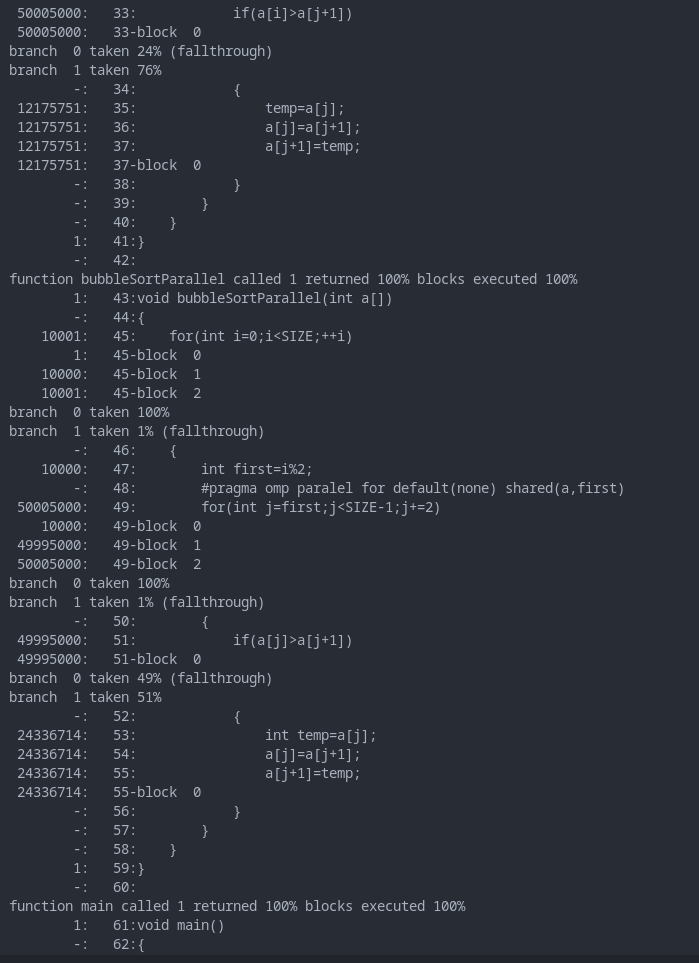 50005000:   33:            if(a[i]>a[j+1])
 50005000:   33-block  0
branch  0 taken 24% (fallthrough)
branch  1 taken 76%
        -:   34:            {
 12175751:   35:                temp=a[j];
 12175751:   36:                a[j]=a[j+1];
 12175751:   37:                a[j+1]=temp;
 12175751:   37-block  0
        -:   38:            }
        -:   39:        }
        -:   40:    }
        1:   41:}
        -:   42:
function bubbleSortParallel called 1 returned 100% blocks executed 100%
        1:   43:void bubbleSortParallel(int a[])
        -:   44:{
    10001:   45:    for(int i=0;i<SIZE;++i)
        1:   45-block  0
    10000:   45-block  1
    10001:   45-block  2
branch  0 taken 100%
branch  1 taken 1% (fallthrough)
        -:   46:    {
    10000:   47:        int first=i%2;
        -:   48:        #pragma omp paralel for default(none) shared(a,first)
 50005000:   49:        for(int j=first;j<SIZE-1;j+=2)
    10000:   49-block  0
 49995000:   49-block  1
 50005000:   49-block  2
branch  0 taken 100%
branch  1 taken 1% (fallthrough)
        -:   50:        {
 49995000:   51:            if(a[j]>a[j+1])
 49995000:   51-block  0
branch  0 taken 49% (fallthrough)
branch  1 taken 51%
        -:   52:            {
 24336714:   53:                int temp=a[j];
 24336714:   54:                a[j]=a[j+1];
 24336714:   55:                a[j+1]=temp;
 24336714:   55-block  0
        -:   56:            }
        -:   57:        }
        -:   58:    }
        1:   59:}
        -:   60:
function main called 1 returned 100% blocks executed 100%
        1:   61:void main()
        -:   62:{